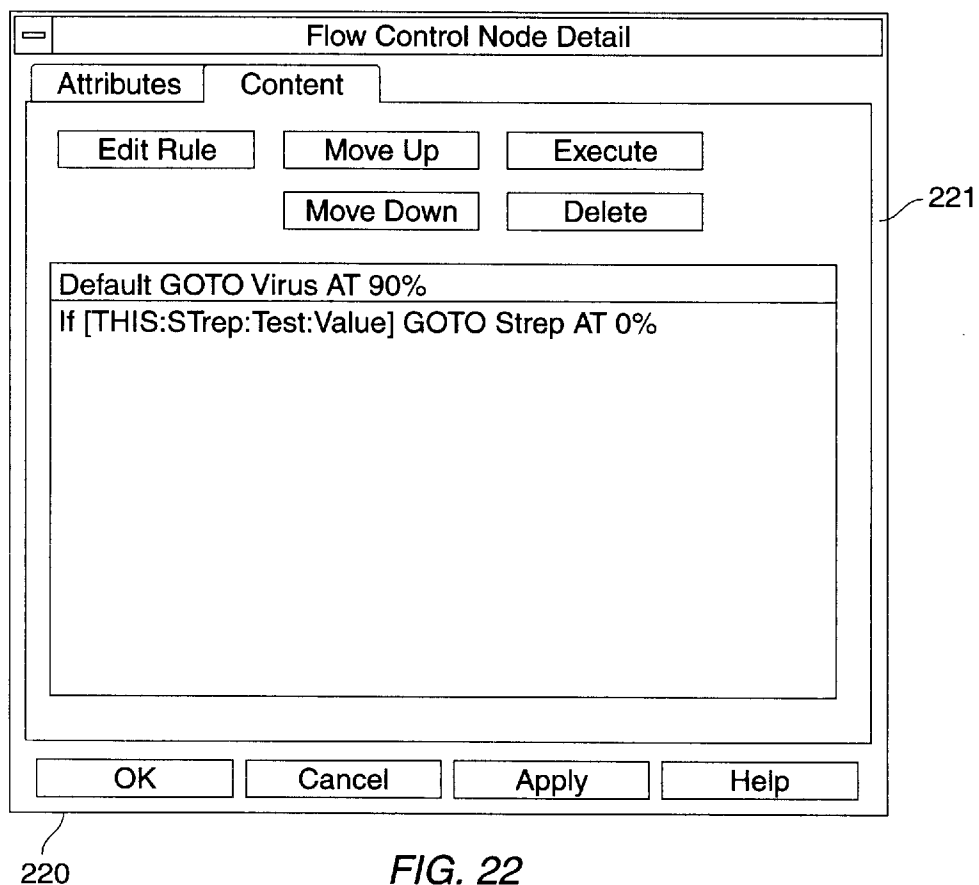 Flow Control Node Detail
Attributes Content
Edit Rule Move Up Execute
Move Down Delete
221
Default GOTO Virus AT 90%
If [THIS:STrep:Test:Value] GOTO Strep AT 0%
OK Cancel Apply Help
220
FIG. 22